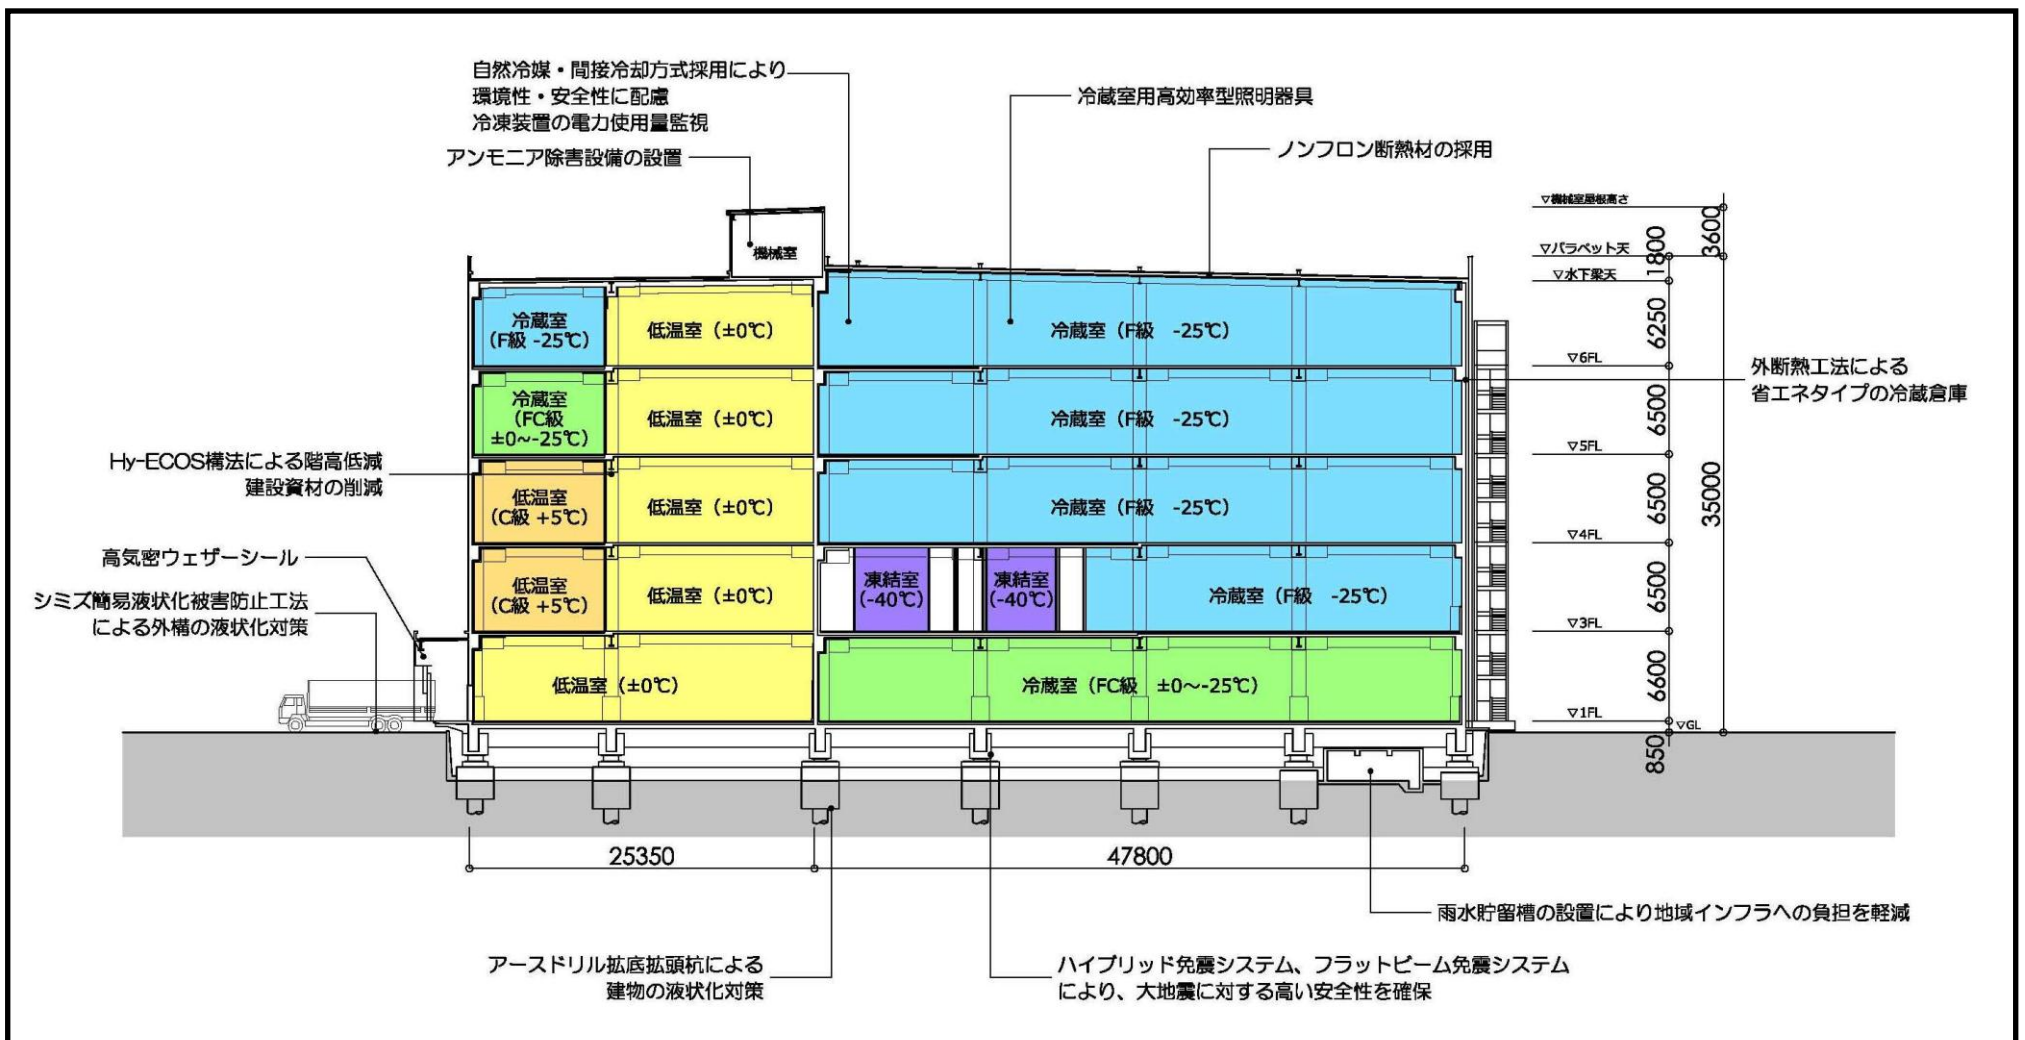 自然冷媒・間接冷却方式採用により
環境性・安全性に配慮
冷凍装置の電力使用量監視
アンモニア除害設備の設置
冷蔵室用高効率型照明器具
ノンフロン断熱材の採用
▽機械室屋根高さ
3600
▽パラペット天
1800
▽水下梁天
機械室
冷蔵室
(F級 -25℃)
低温室 (±0℃)
冷蔵室 (F級 -25℃)
6250
▽6FL
外断熱工法による
省エネタイプの冷蔵倉庫
冷蔵室
(FC級
±0~-25℃)
低温室 (±0℃)
冷蔵室 (F級 -25℃)
6500
▽5FL
Hy-ECOS構法による階高低減
建設資材の削減
低温室
(C級 +5℃)
低温室 (±0℃)
冷蔵室 (F級 -25℃)
6500
35000
▽4FL
高気密ウェザーシール
シミズ簡易液状化被害防止工法
による外構の液状化対策
低温室
(C級 +5℃)
低温室 (±0℃)
凍結室
(-40℃)
凍結室
(-40℃)
冷蔵室 (F級 -25℃)
6500
▽3FL
低温室 (±0℃)
冷蔵室 (FC級 ±0~-25℃)
6600
▽1FL
▽GL
850
25350
47800
雨水貯留槽の設置により地域インフラへの負担を軽減
アースドリル拡底拡頭杭による
建物の液状化対策
ハイブリッド免震システム、フラットビーム免震システム
により、大地震に対する高い安全性を確保